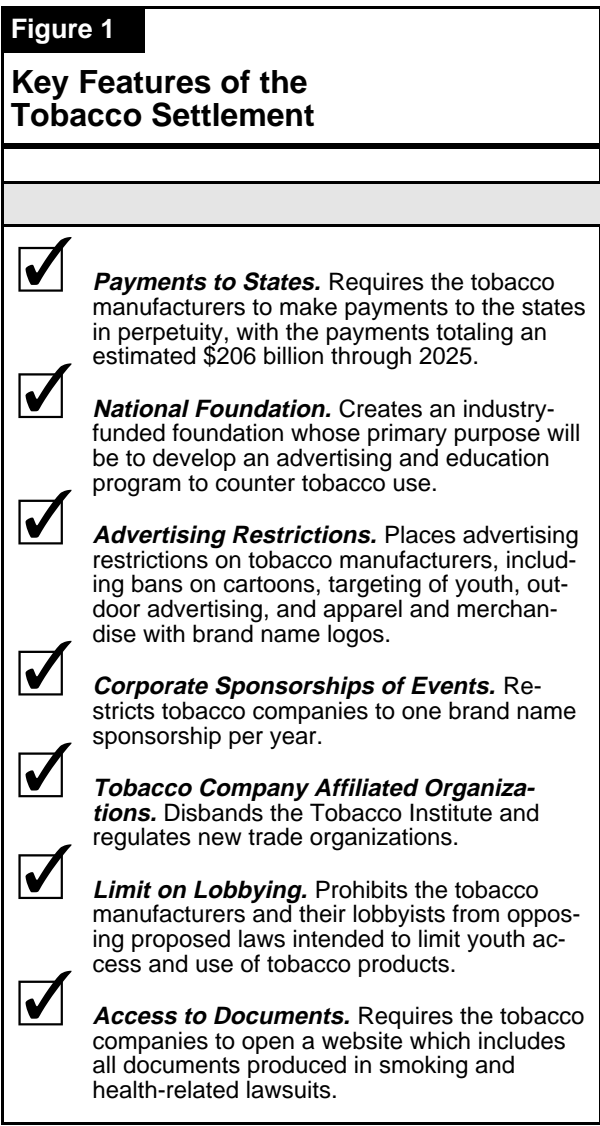 Figure 1
Key Features of the
Tobacco Settlement
Payments to States. Requires the tobacco
manufacturers to make payments to the states
in perpetuity, with the payments totaling an
estimated $206 billion through 2025.
National Foundation. Creates an industry-
funded foundation whose primary purpose will
be to develop an advertising and education
program to counter tobacco use.
Advertising Restrictions. Places advertising
restrictions on tobacco manufacturers, includ-
ing bans on cartoons, targeting of youth, out-
door advertising, and apparel and merchan-
dise with brand name logos.
Corporate Sponsorships of Events. Re-
stricts tobacco companies to one brand name
sponsorship per year.
Tobacco Company Affiliated Organiza-
tions. Disbands the Tobacco Institute and
regulates new trade organizations.
Limit on Lobbying. Prohibits the tobacco
manufacturers and their lobbyists from oppos-
ing proposed laws intended to limit youth ac-
cess and use of tobacco products.
Access to Documents. Requires the tobacco
companies to open a website which includes
all documents produced in smoking and
health-related lawsuits.